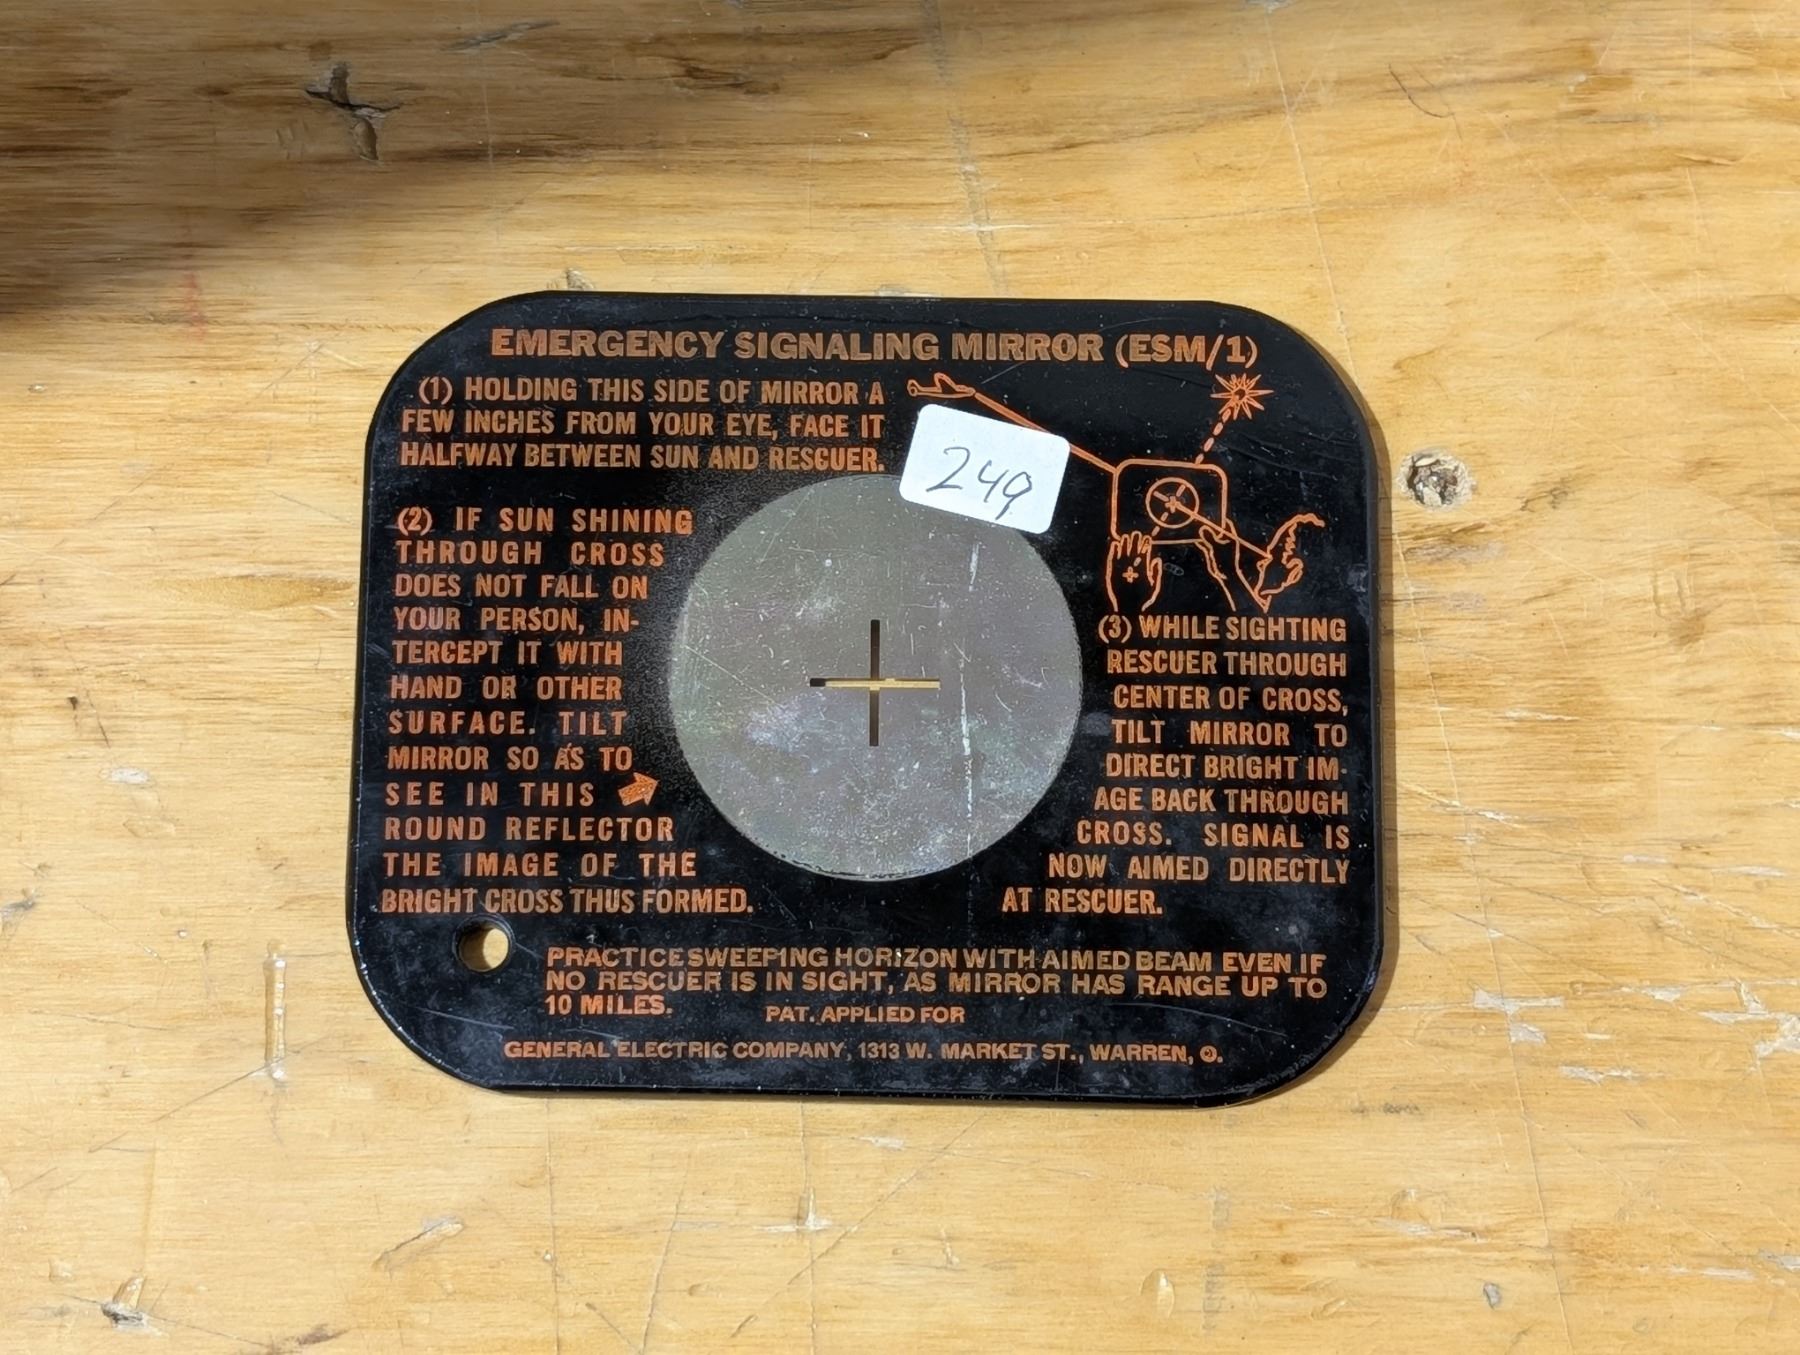 EMERGENCY SIGNALING MIRROR (ESM/1)
(1) HOLDING THIS SIDE OF MIRROR A
FEW INCHES FROM YOUR EYE, FACE IT
HALFWAY BETWEEN SUN AND RESCUER.
249
(2) IF SUN SHINING
THROUGH CROSS
DOES NOT FALL ON
YOUR PERSON, IN-
TERCEPT IT WITH
HAND OR OTHER
SURFACE. TILT
MIRROR SO AS TO
SEE IN THIS
ROUND REFLECTOR
THE IMAGE OF THE
BRIGHT CROSS THUS FORMED.
(3) WHILE SIGHTING
RESCUER THROUGH
CENTER OF CROSS,
TILT MIRROR TO
DIRECT BRIGHT IM-
AGE BACK THROUGH
CROSS. SIGNAL IS
NOW AIMED DIRECTLY
AT RESCUER.
PRACTICE SWEEPING HORIZON WITH AIMED BEAM EVEN IF
NO RESCUER IS IN SIGHT, AS MIRROR HAS RANGE UP TO
10 MILES.
PAT. APPLIED FOR
GENERAL ELECTRIC COMPANY, 1313 W. MARKET ST., WARREN, O.